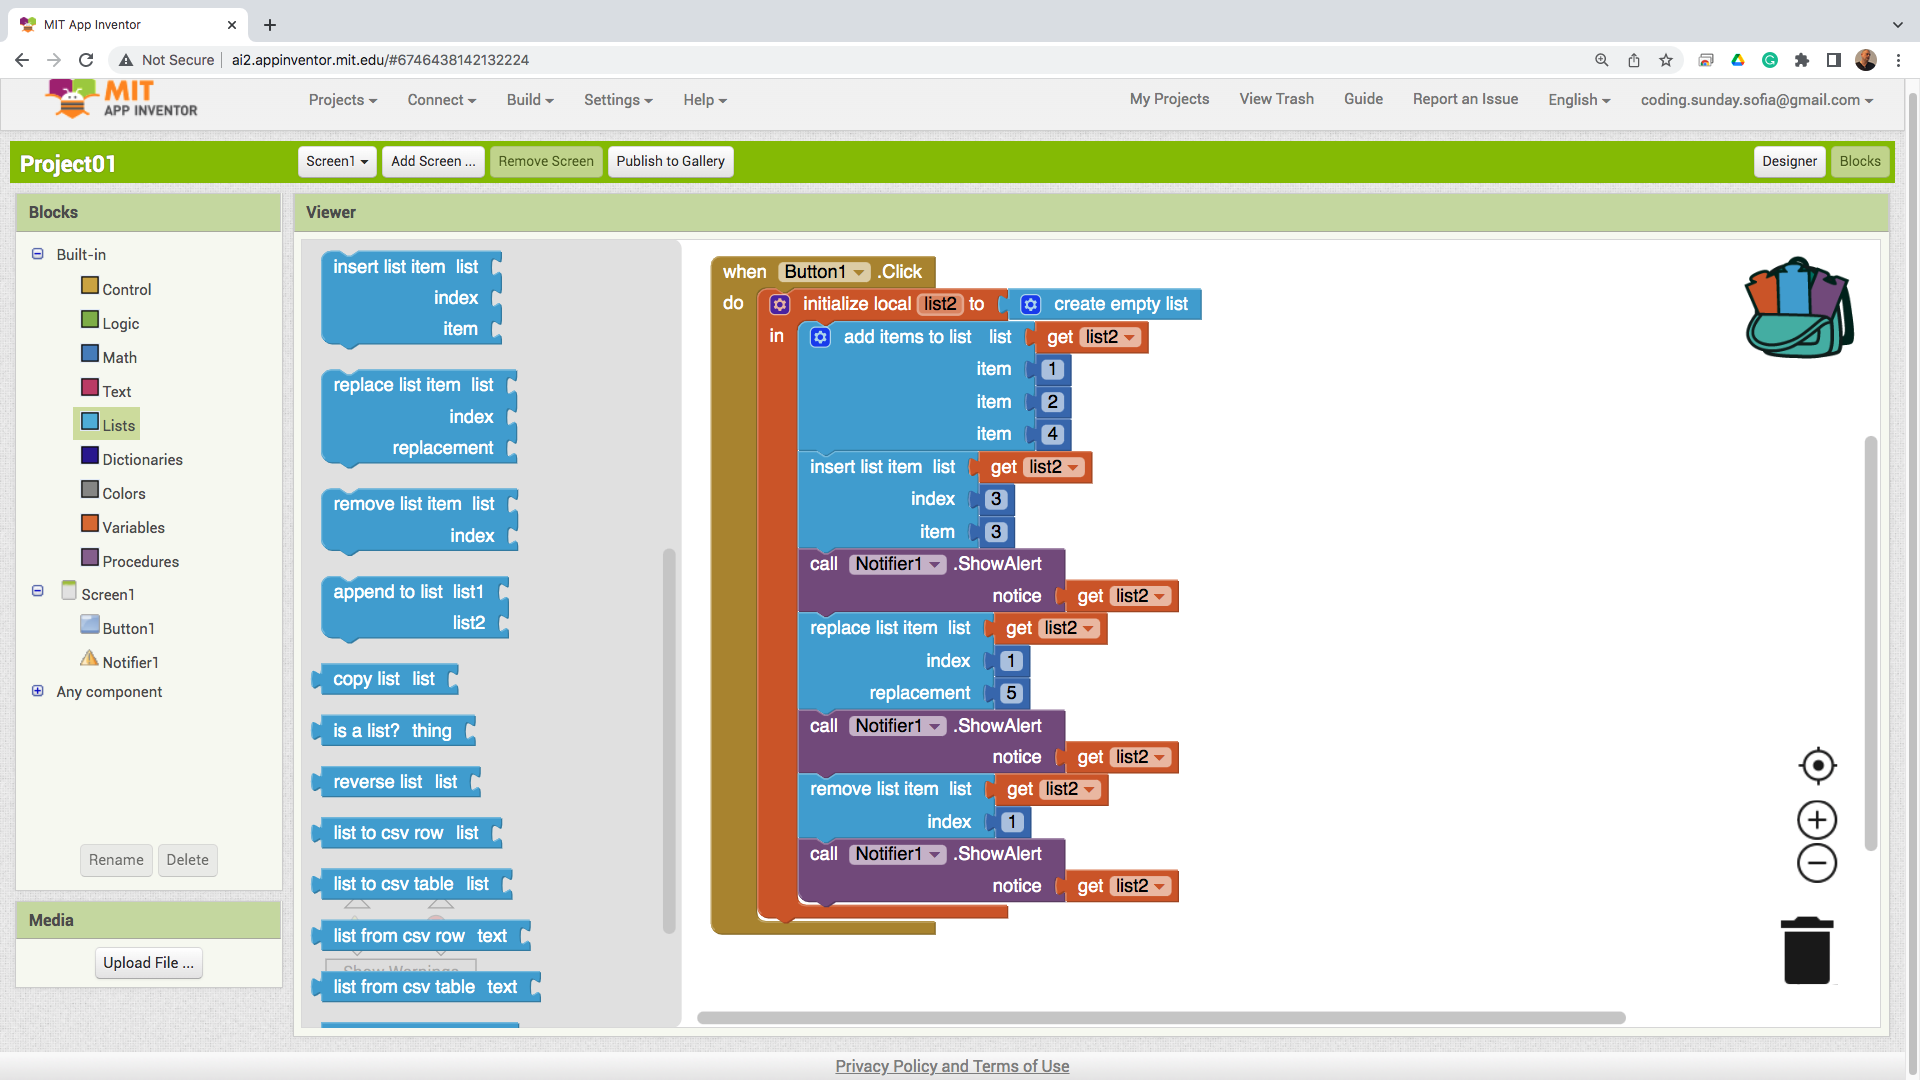 MIT App Inventor
Not Secure
ai2.appinventor.mit.edu/#6746438142132224
MIT
APP INVENTOR
Projects
Connect
Build
Settings
Help
My Projects
View Trash
Guide
Report an Issue
English
coding.sunday.sofia@gmail.com
Project01
Screen1
Add Screen ...
Remove Screen
Publish to Gallery
Designer
Blocks
Blocks
Built-in
Control
Logic
Math
Text
Lists
Dictionaries
Colors
Variables
Procedures
Screen1
Button1
Notifier1
Any component
Rename
Delete
Media
Upload File ...
Viewer
insert list item list
index
item
replace list item list
index
replacement
remove list item list
index
append to list list1
list2
copy list list
is a list? thing
reverse list list
list to csv row list
list to csv table list
list from csv row text
Show Warnings
list from csv table text
when Button1 .Click
do initialize local list2 to create empty list
in add items to list list get list2
item 1
item 2
item 4
insert list item list get list2
index 3
item 3
call Notifier1 .ShowAlert
notice get list2
replace list item list get list2
index 1
replacement 5
call Notifier1 .ShowAlert
notice get list2
remove list item list get list2
index 1
call Notifier1 .ShowAlert
notice get list2
Privacy Policy and Terms of Use